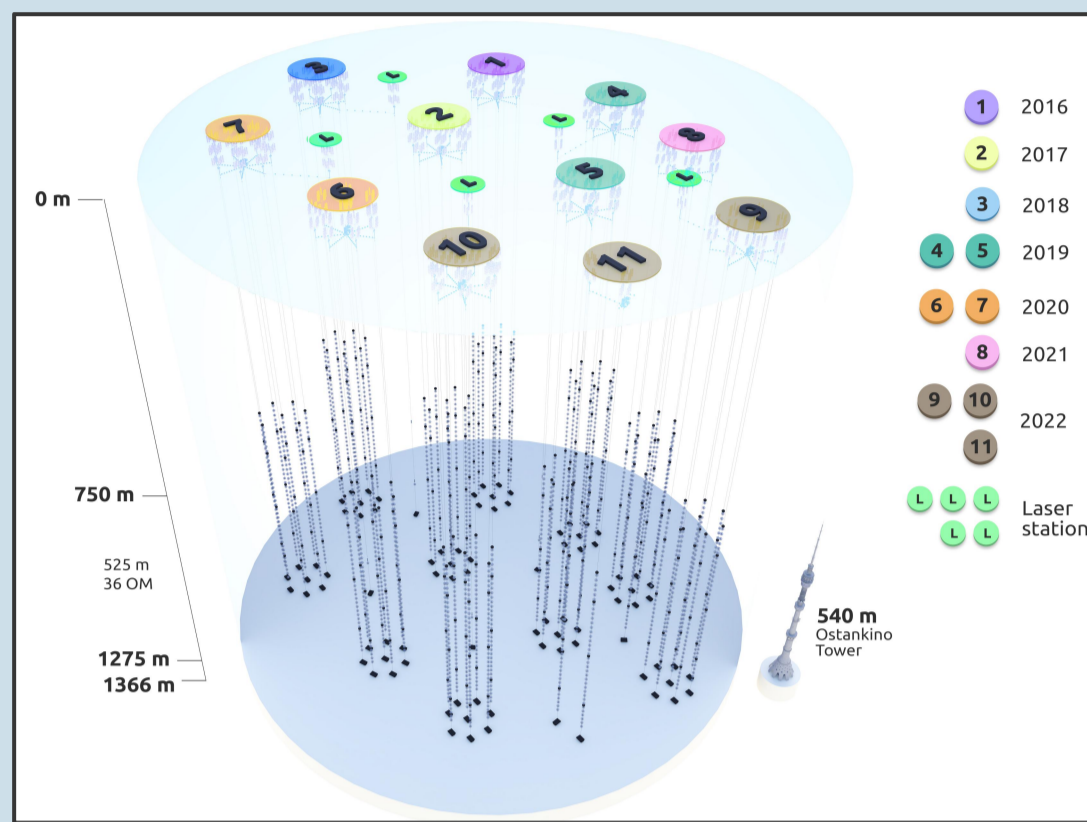 3
L
1
4
7
2
L
L
8
6
L
5
L
9
10
11
0 m
750 m
525 m
36 OM
1275 m
1366 m
540 m
Ostankino
Tower
1 2016
2 2017
3 2018
4 5 2019
6 7 2020
8 2021
9 10
11
2022
L L L
L L
Laser
station